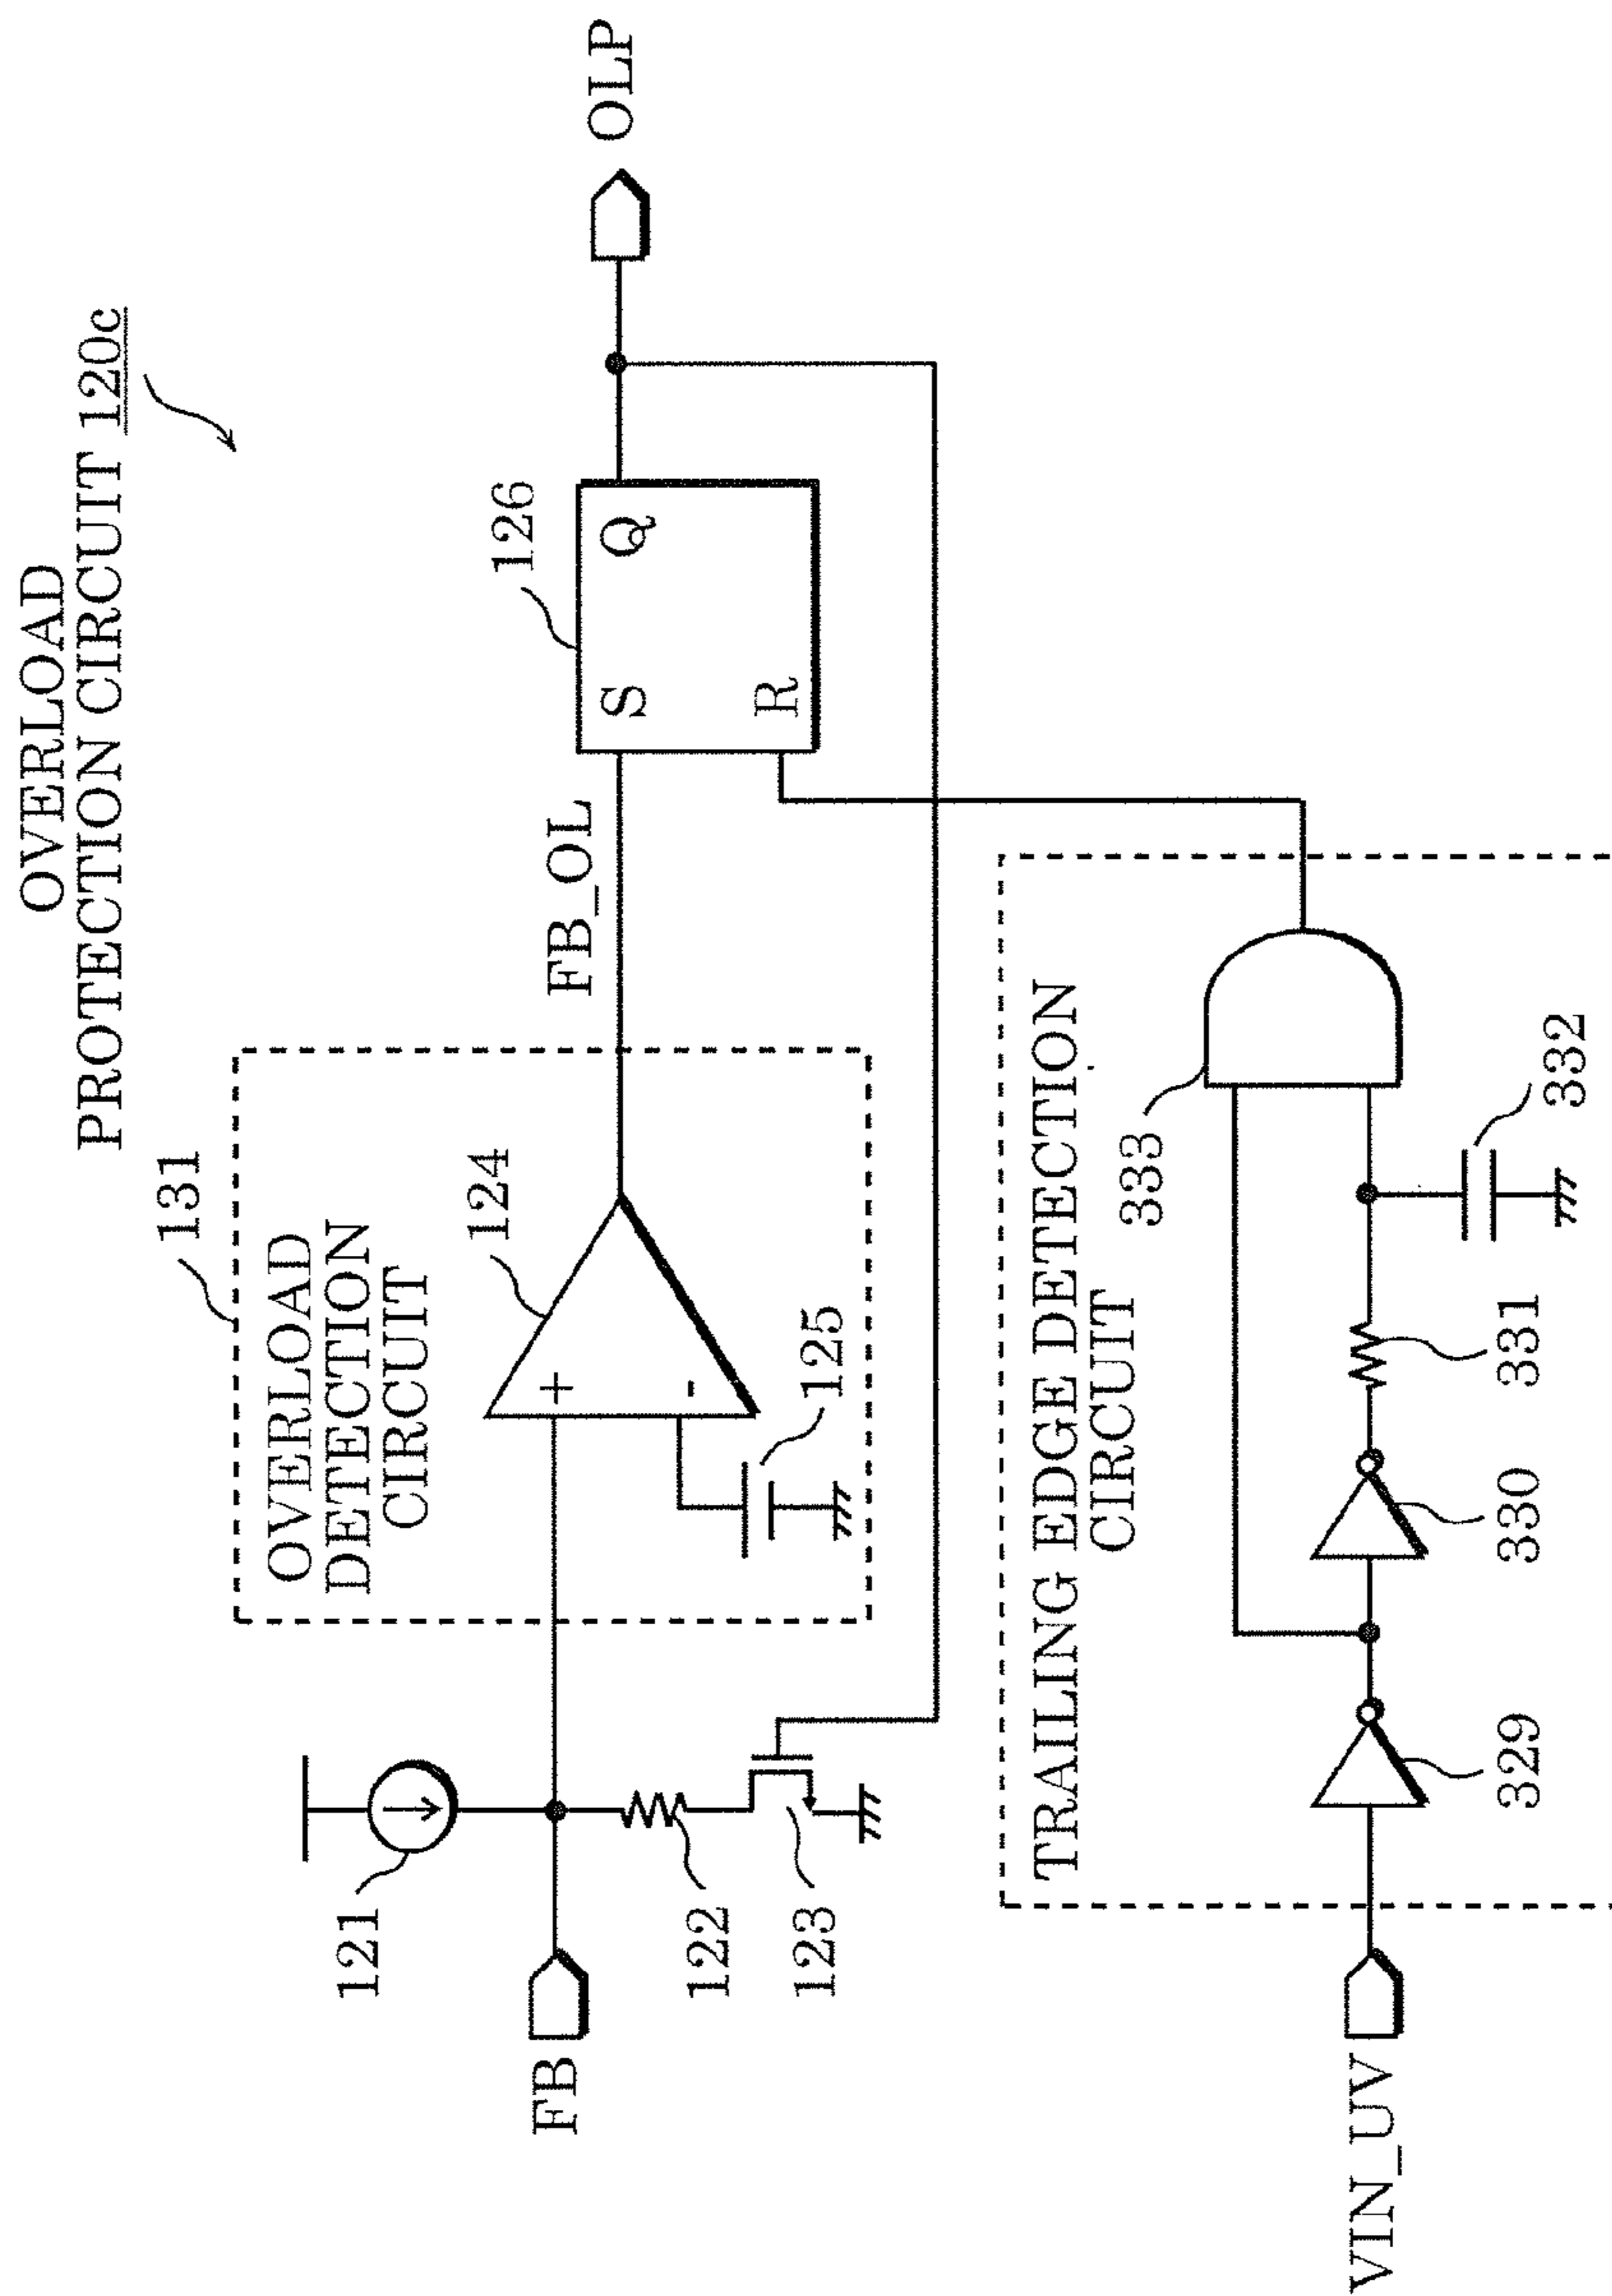 OVERLOAD
PROTECTION CIRCUIT 120c
131
OVERLOAD
DETECTION
CIRCUIT
124
+
-
125
121
FB
122
123
FB_OL
126
S
Q
R
OLP
TRAILING EDGE DETECTION
CIRCUIT
333
VIN_UV
329
330
331
332